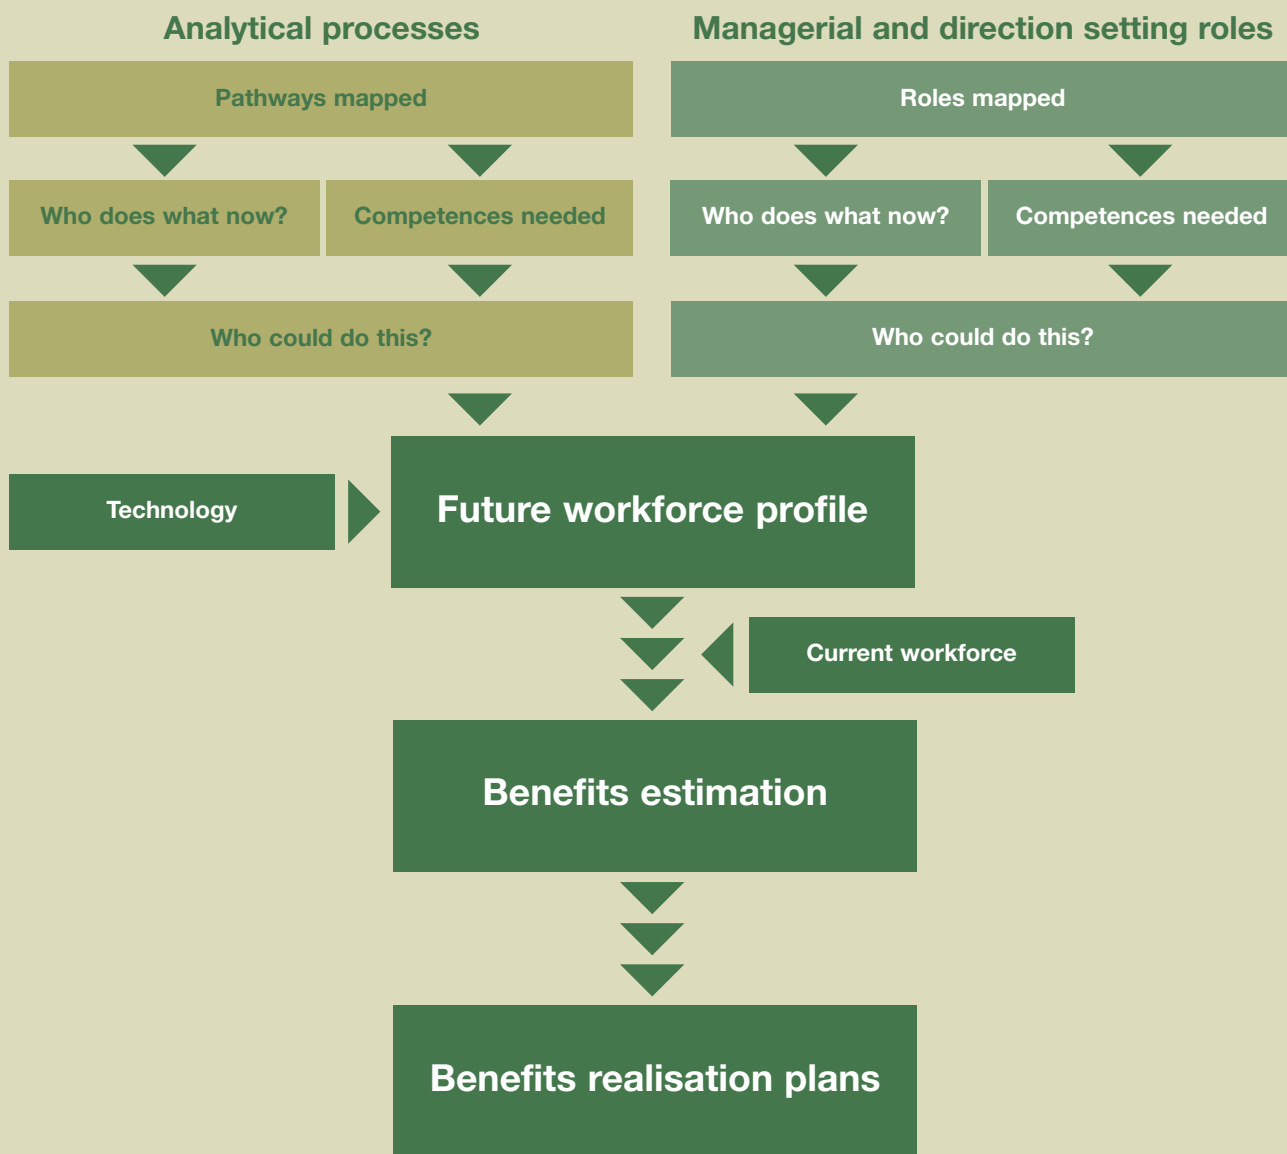 Analytical processes
Managerial and direction setting roles
Pathways mapped
Roles mapped
Who does what now?
Competences needed
Who does what now?
Competences needed
Who could do this?
Who could do this?
Technology
Future workforce profile
Current workforce
Benefits estimation
Benefits realisation plans